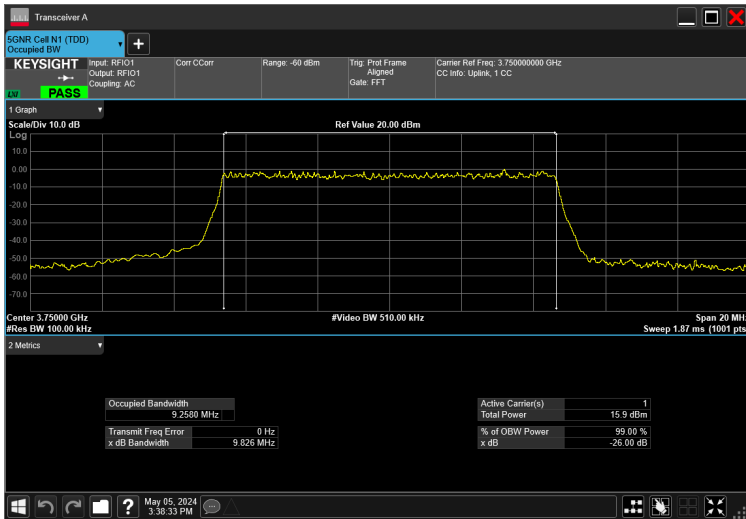 Transceiver A
5GNR Cell N1 (TDD)
Occupied BW
+
KEYSIGHT
LXI
PASS
Input: RFIO1
Output: RFIO1
Coupling: AC
Corr CCorr
Range: -60 dBm
Trig: Prot Frame
Aligned
Gate: FFT
Carrier Ref Freq: 3.750000000 GHz
CC Info: Uplink, 1 CC
1 Graph
Scale/Div 10.0 dB
Ref Value 20.00 dBm
Log
10.0
0.00
-10.0
-20.0
-30.0
-40.0
-50.0
-60.0
-70.0
Center 3.75000 GHz
#Video BW 510.00 kHz
Span 20 MHz
#Res BW 100.00 kHz
Sweep 1.87 ms (1001 pts
2 Metrics
Occupied Bandwidth
9.2580 MHz
Transmit Freq Error 0 Hz
x dB Bandwidth 9.826 MHz
Active Carrier(s) 1
Total Power 15.9 dBm
% of OBW Power 99.00 %
x dB -26.00 dB
?
May 05, 2024
3:38:33 PM